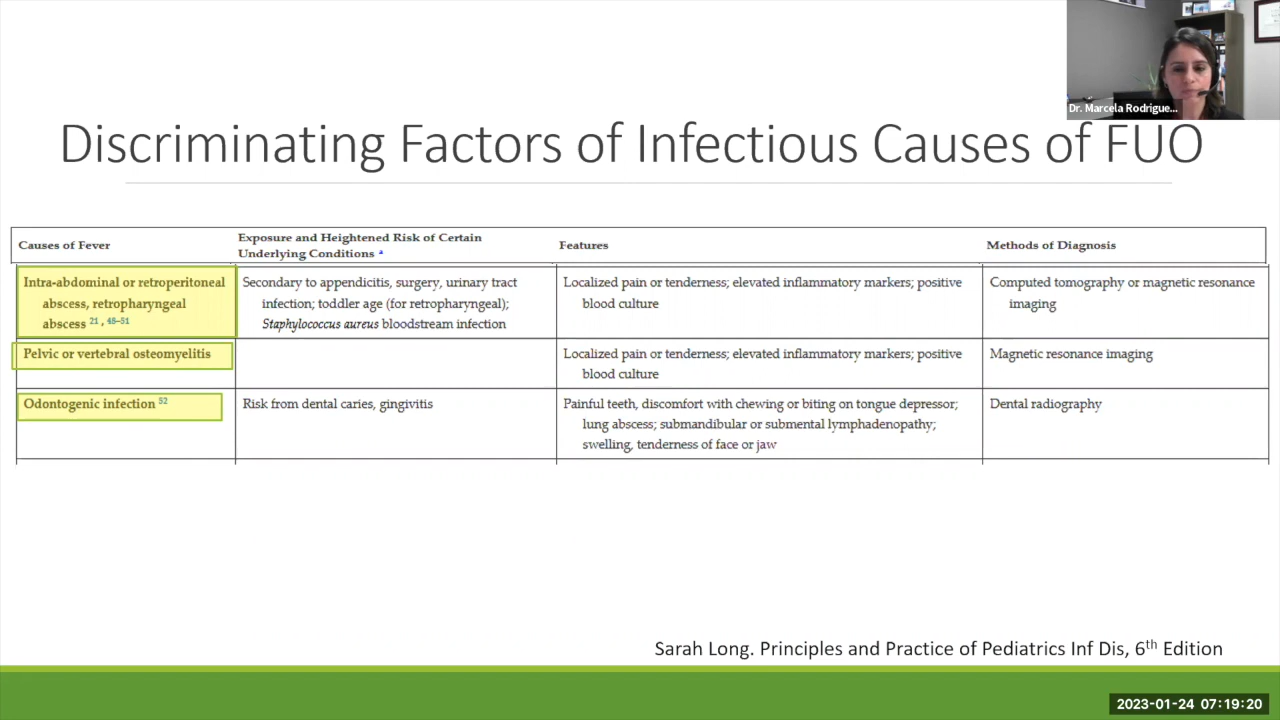 Dr. Marcela Rodrigue...
Discriminating Factors of Infectious Causes of FUO
Causes of Fever
Exposure and Heightened Risk of Certain
Underlying Conditions a
Features
Methods of Diagnosis
Intra-abdominal or retroperitoneal
abscess, retropharyngeal
abscess 21 , 48–51
Secondary to appendicitis, surgery, urinary tract
infection; toddler age (for retropharyngeal);
Staphylococcus aureus bloodstream infection
Localized pain or tenderness; elevated inflammatory markers; positive
blood culture
Computed tomography or magnetic resonance
imaging
Pelvic or vertebral osteomyelitis
Localized pain or tenderness; elevated inflammatory markers; positive
blood culture
Magnetic resonance imaging
Odontogenic infection 52
Risk from dental caries, gingivitis
Painful teeth, discomfort with chewing or biting on tongue depressor;
lung abscess; submandibular or submental lymphadenopathy;
swelling, tenderness of face or jaw
Dental radiography
Sarah Long. Principles and Practice of Pediatrics Inf Dis, 6th Edition
2023-01-24 07:19:20